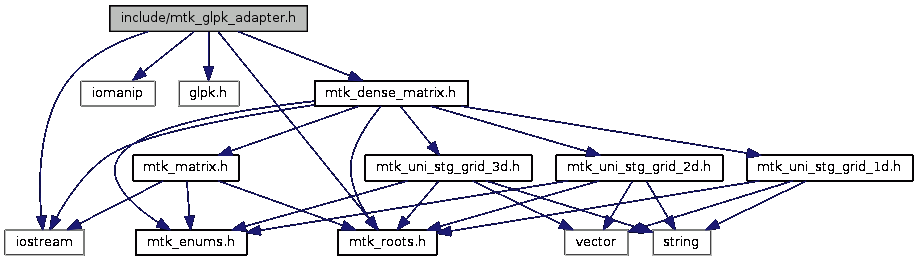 include/mtk_glpk_adapter.h
iomanip
glpk.h
mtk_dense_matrix.h
mtk_matrix.h
mtk_uni_stg_grid_3d.h
mtk_uni_stg_grid_2d.h
mtk_uni_stg_grid_1d.h
iostream
mtk_enums.h
mtk_roots.h
vector
string